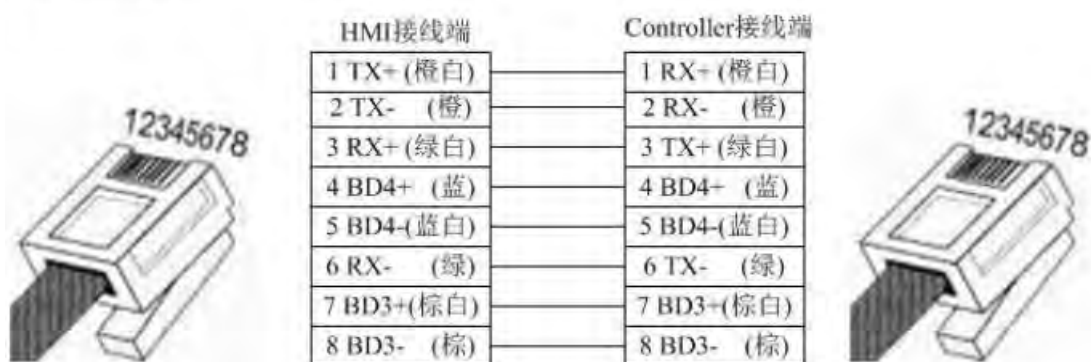 HMI接线端
Controller接线端
1 TX+ (橙白)
1 RX+ (橙白)
2 TX- (橙)
2 RX- (橙)
3 RX+ (绿白)
3 TX+ (绿白)
4 BD4+ (蓝)
4 BD4+ (蓝)
5 BD4-(蓝白)
5 BD4-(蓝白)
6 RX- (绿)
6 TX- (绿)
7 BD3+(棕白)
7 BD3+(棕白)
8 BD3- (棕)
8 BD3- (棕)
12345678
12345678